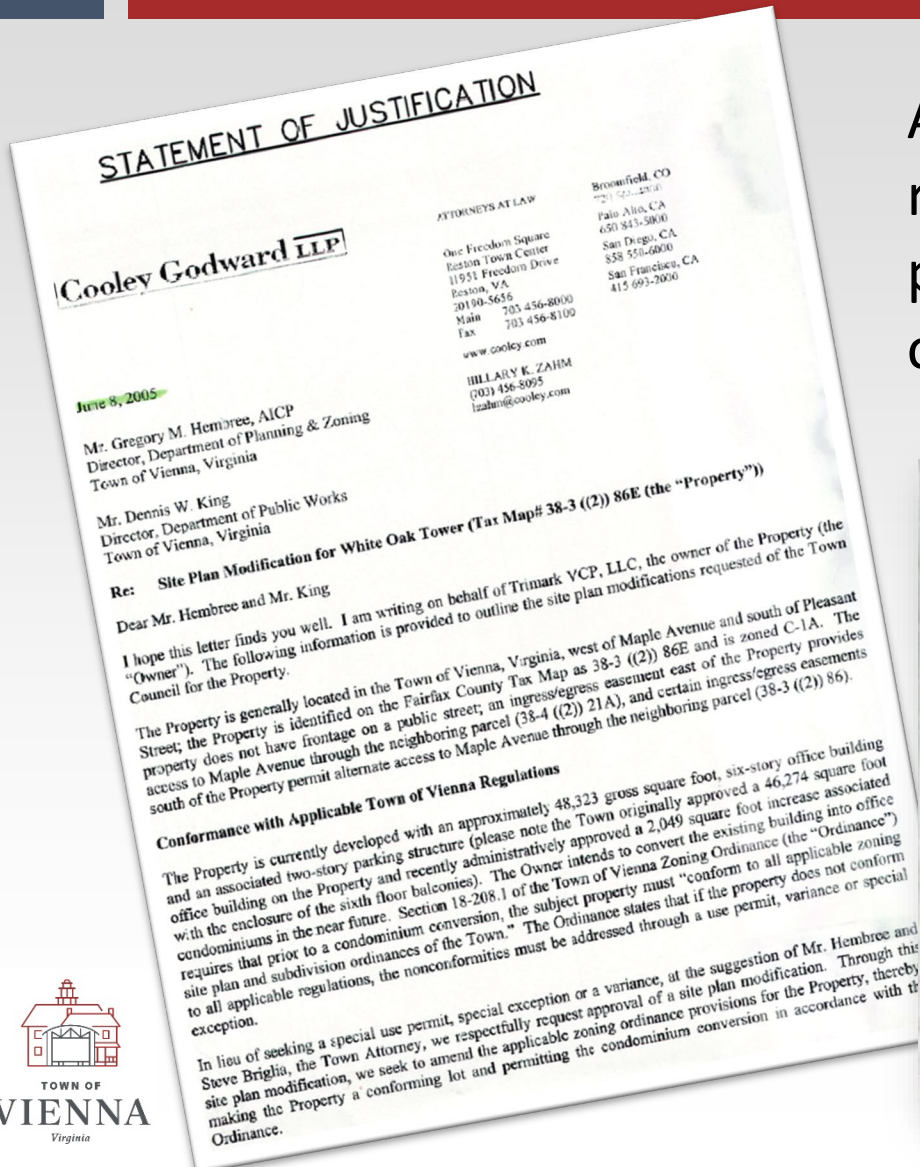 STATEMENT OF JUSTIFICATION
Cooley Godward LLP
ATTORNEYS AT LAW
One Freedom Square
Reston Town Center
11951 Freedom Drive
Reston, VA
20190-5656
Main 703 456-8000
Fax 703 456-8100
www.cooley.com
HILLARY K. ZAHM
(703) 456-8095
hzahm@cooley.com
Broomfield, CO
Palo Alto, CA
650 843-5000
San Diego, CA
858 550-6000
San Francisco, CA
415 693-2000
June 8, 2005
Mr. Gregory M. Hembree, AICP
Director, Department of Planning & Zoning
Town of Vienna, Virginia
Mr. Dennis W. King
Director, Department of Public Works
Town of Vienna, Virginia
Re: Site Plan Modification for White Oak Tower (Tax Map# 38-3 ((2)) 86E (the “Property”))
Dear Mr. Hembree and Mr. King
I hope this letter finds you well. I am writing on behalf of Trimark VCP, LLC, the owner of the Property (the
“Owner”). The following information is provided to outline the site plan modifications requested of the Town
Council for the Property.
The Property is generally located in the Town of Vienna, Virginia, west of Maple Avenue and south of Pleasant
Street; the Property is identified on the Fairfax County Tax Map as 38-3 ((2)) 86E and is zoned C-1A. The
property does not have frontage on a public street; an ingress/egress easement east of the Property provides
access to Maple Avenue through the neighboring parcel (38-4 ((2)) 21A), and certain ingress/egress easements
south of the Property permit alternate access to Maple Avenue through the neighboring parcel (38-3 ((2)) 86).
Conformance with Applicable Town of Vienna Regulations
The Property is currently developed with an approximately 48,323 gross square foot, six-story office building
and an associated two-story parking structure (please note the Town originally approved a 46,274 square foot
office building on the Property and recently administratively approved a 2,049 square foot increase associated
with the enclosure of the sixth floor balconies). The Owner intends to convert the existing building into office
condominiums in the near future. Section 18-208.1 of the Town of Vienna Zoning Ordinance (the “Ordinance”)
requires that prior to a condominium conversion, the subject property must “conform to all applicable zoning
site plan and subdivision ordinances of the Town.” The Ordinance states that if the property does not conform
to all applicable regulations, the nonconformities must be addressed through a use permit, variance or special
exception.
In lieu of seeking a special use permit, special exception or a variance, at the suggestion of Mr. Hembree and
Steve Briglia, the Town Attorney, we respectfully request approval of a site plan modification. Through this
site plan modification, we seek to amend the applicable zoning ordinance provisions for the Property, thereby
making the Property a conforming lot and permitting the condominium conversion in accordance with th
Ordinance.
TOWN OF
VIENNA
Virginia